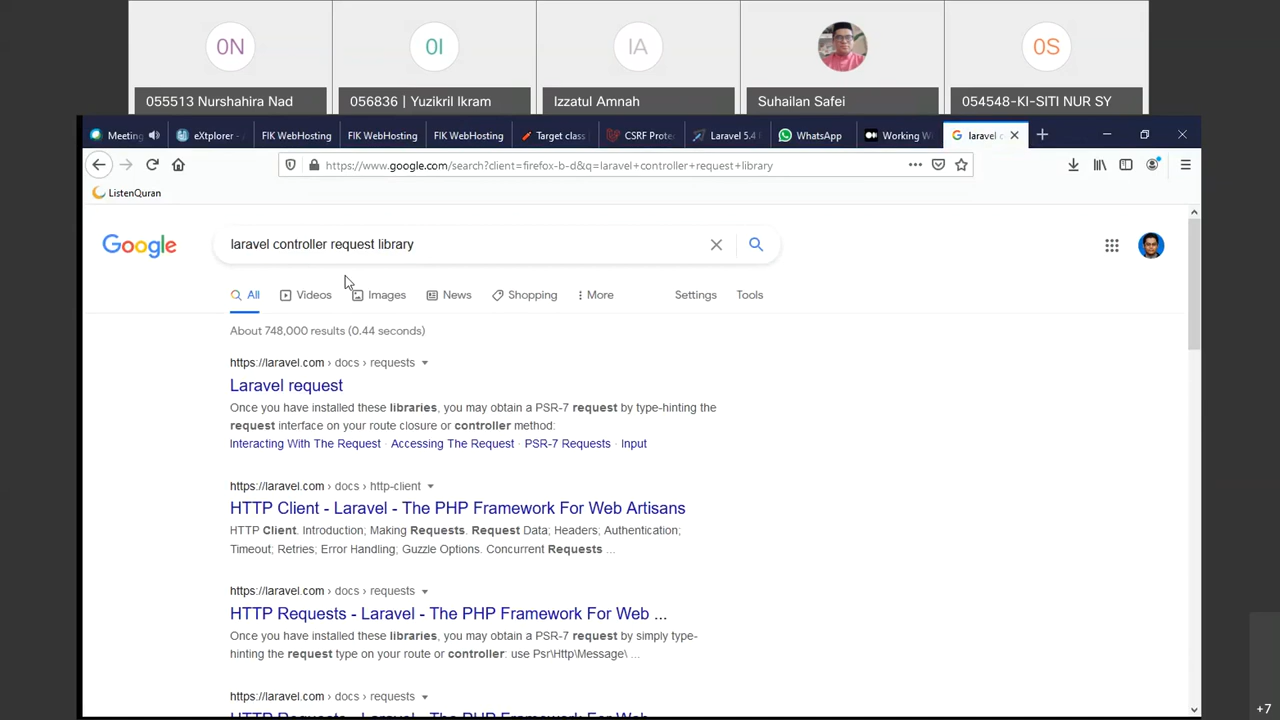 0N
0I
IA
0S
055513 Nurshahira Nad
056836 | Yuzikril Ikram
Izzatul Amnah
Suhailan Safei
054548-KI-SITI NUR SY
Meeting
eXtplorer -
FIK WebHosting
FIK WebHosting
FIK WebHosting
Target class
CSRF Prote
Laravel 5.4
WhatsApp
Working W
laravel c
https://www.google.com/search?client=firefox-b-d&q=laravel+controller+request+library
ListenQuran
Google
laravel controller request library
All
Videos
Images
News
Shopping
More
Settings
Tools
About 748,000 results (0.44 seconds)
https://laravel.com › docs › requests
Laravel request
Once you have installed these libraries, you may obtain a PSR-7 request by type-hinting the
request interface on your route closure or controller method:
Interacting With The Request · Accessing The Request · PSR-7 Requests · Input
https://laravel.com › docs › http-client
HTTP Client - Laravel - The PHP Framework For Web Artisans
HTTP Client. Introduction; Making Requests. Request Data; Headers; Authentication;
Timeout; Retries; Error Handling; Guzzle Options. Concurrent Requests ...
https://laravel.com › docs › requests
HTTP Requests - Laravel - The PHP Framework For Web ...
Once you have installed these libraries, you may obtain a PSR-7 request by simply type-
hinting the request type on your route or controller: use Psr\Http\Message\ ...
https://laravel.com › docs › requests
HTTP Requests - Laravel - The PHP Framework For Web
+7